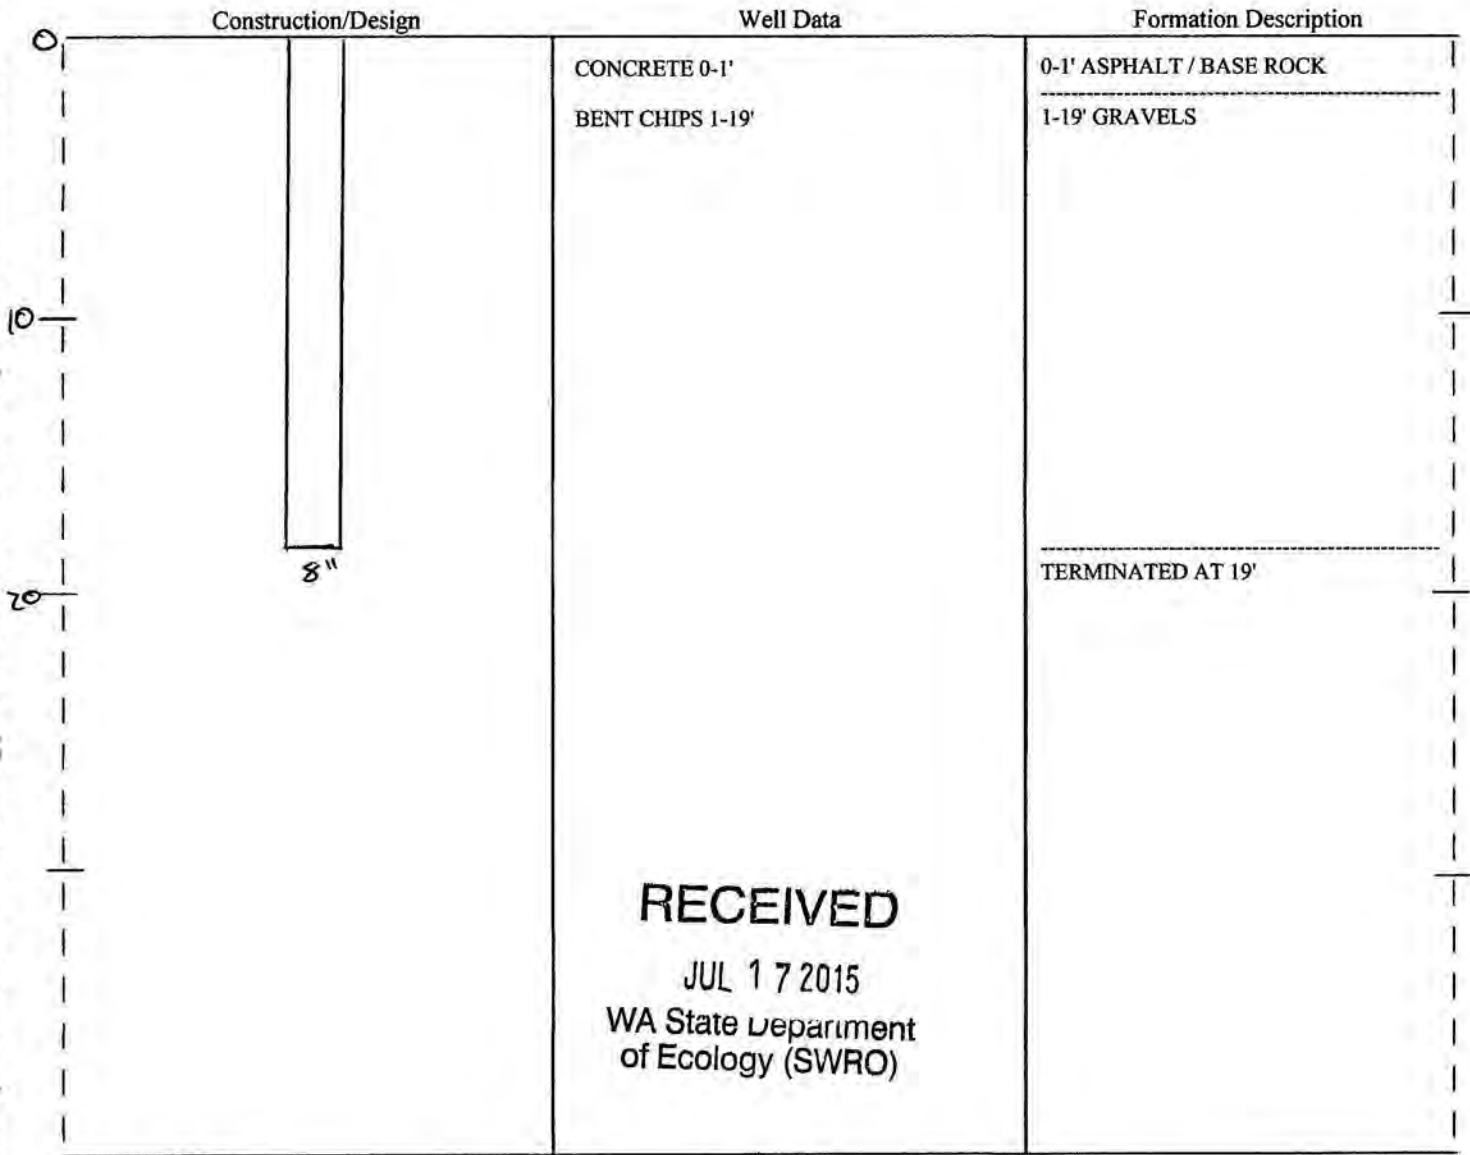 Construction/Design Well Data Formation Description
0
CONCRETE 0-1' 0-1' ASPHALT / BASE ROCK
BENT CHIPS 1-19' 1-19' GRAVELS
10
8"
TERMINATED AT 19'
20
RECEIVED
JUL 17 2015
WA State Department
of Ecology (SWRO)